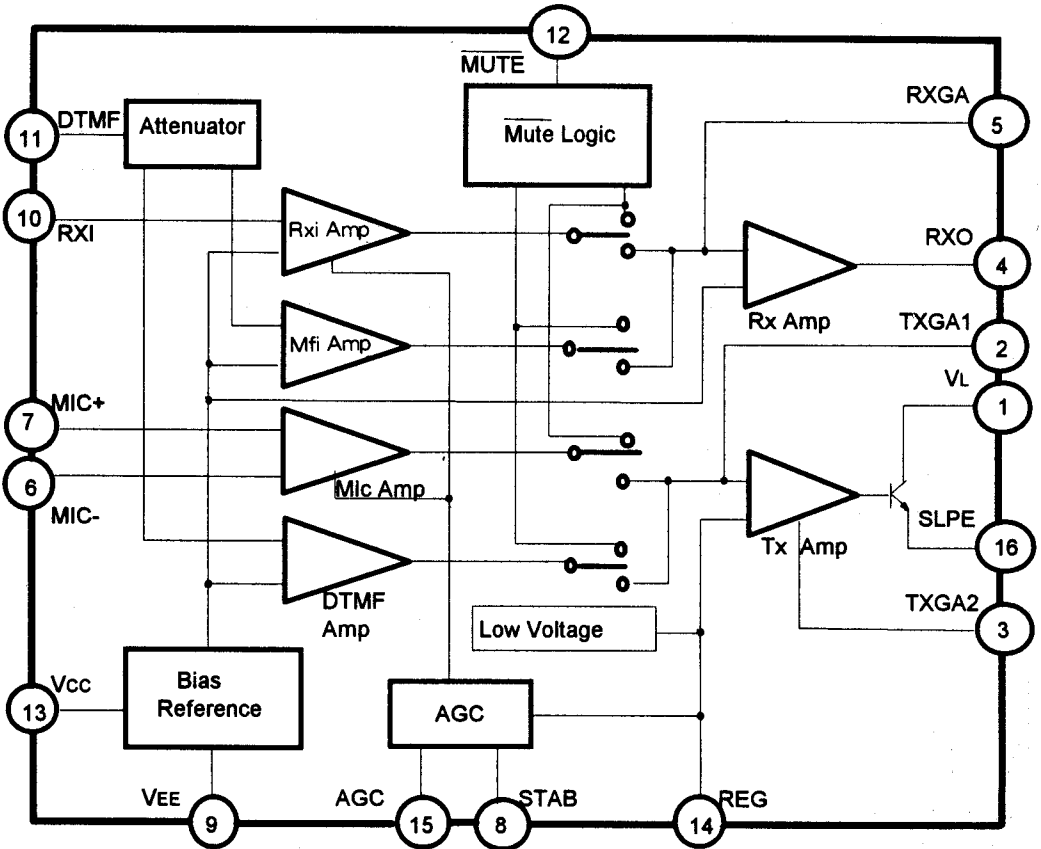 12
MUTE
RXGA
5
11
DTMF
Attenuator
Mute Logic
10
RXI
Rxi Amp
RXO
4
Rx Amp
TXGA1
2
Mfi Amp
VL
1
7
MIC+
6
MIC-
Mic Amp
SLPE
16
Tx Amp
DTMF
Amp
TXGA2
3
Low Voltage
Vcc
13
Bias
Reference
AGC
VEE
9
AGC
15
STAB
8
REG
14